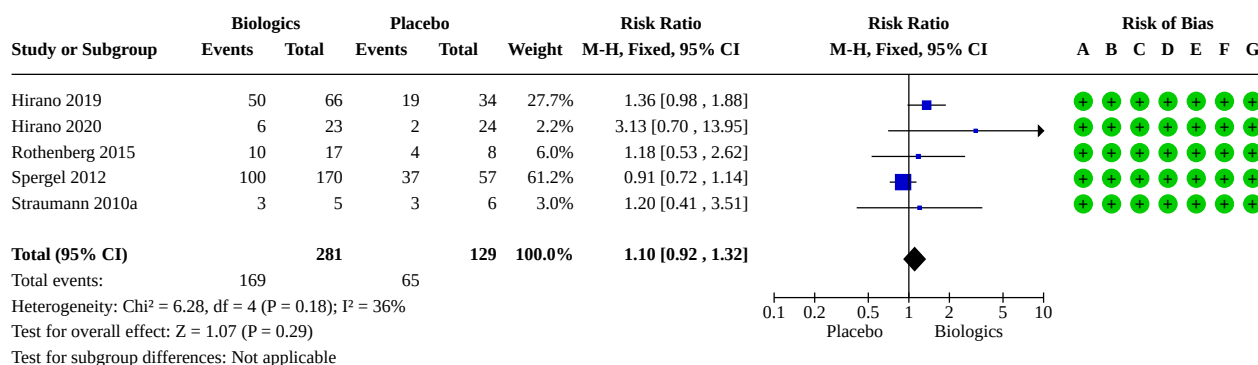 Biologics Placebo Risk Ratio Risk Ratio Risk of Bias
Study or Subgroup Events Total Events Total Weight M-H, Fixed, 95% CI M-H, Fixed, 95% CI A B C D E F G
Hirano 2019 50 66 19 34 27.7% 1.36 [0.98 , 1.88] + + + + + + +
Hirano 2020 6 23 2 24 2.2% 3.13 [0.70 , 13.95] + + + + + + +
Rothenberg 2015 10 17 4 8 6.0% 1.18 [0.53 , 2.62] + + + + + + +
Spergel 2012 100 170 37 57 61.2% 0.91 [0.72 , 1.14] + + + + + + +
Straumann 2010a 3 5 3 6 3.0% 1.20 [0.41 , 3.51] + + + + + + +
Total (95% CI) 281 129 100.0% 1.10 [0.92 , 1.32]
Total events: 169 65
Heterogeneity: Chi² = 6.28, df = 4 (P = 0.18); I² = 36%
0.1 0.2 0.5 1 2 5 10
Test for overall effect: Z = 1.07 (P = 0.29) Placebo Biologics
Test for subgroup differences: Not applicable